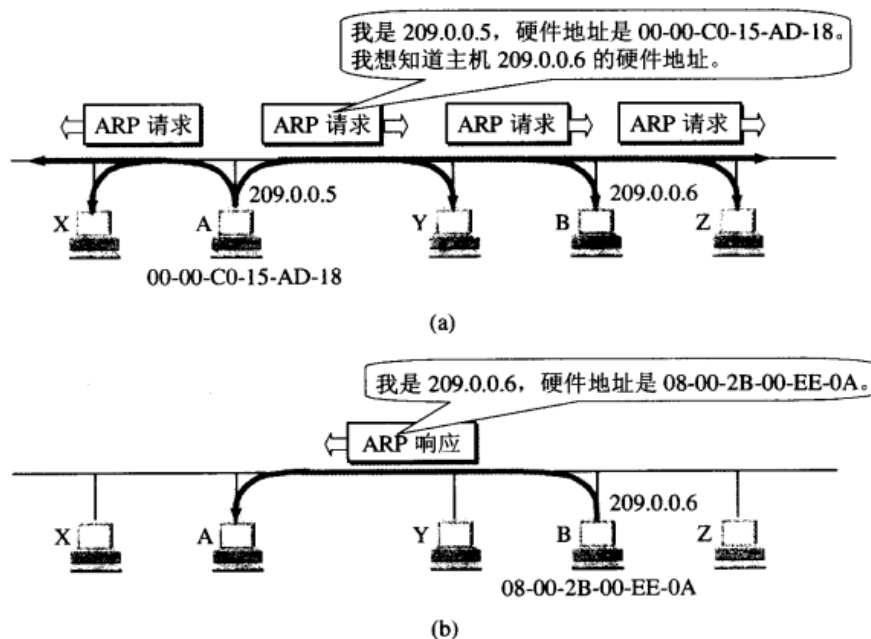 我是 209.0.0.5，硬件地址是 00-00-C0-15-AD-18。
我想知道主机 209.0.0.6 的硬件地址。
ARP 请求
ARP 请求
ARP 请求
ARP 请求
209.0.0.5
209.0.0.6
X
A
Y
B
Z
00-00-C0-15-AD-18
(a)
我是 209.0.0.6，硬件地址是 08-00-2B-00-EE-0A。
ARP 响应
209.0.0.6
X
A
Y
B
Z
08-00-2B-00-EE-0A
(b)